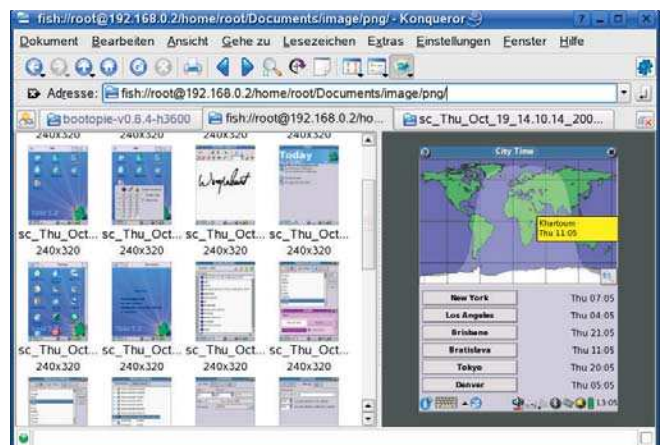 fish://root@192.168.0.2/home/root/Documents/image/png/ - Konqueror
Dokument Bearbeiten Ansicht Gehe zu Lesezeichen Extras Einstellungen Fenster Hilfe
Adresse: fish://root@192.168.0.2/home/root/Documents/image/png/
bootopie-v0.6.4-h3600 fish://root@192.168.0.2/ho... sc_Thu_Oct_19_14.10.14_200...
240x320 240x320 240x320 240x320
Today
sc_Thu_Oct... sc_Thu_Oct... sc_Thu_Oct... sc_Thu_Oct...
240x320 240x320 240x320 240x320
sc_Thu_Oct... sc_Thu_Oct... sc_Thu_Oct... sc_Thu_Oct...
240x320 240x320 240x320 240x320
City Time
Khartoum
Thu 11:05
New York Thu 07:05
Los Angeles Thu 04:05
Brisbane Thu 21:05
Bratislava Thu 11:05
Tokyo Thu 20:05
Denver Thu 05:05
13:05